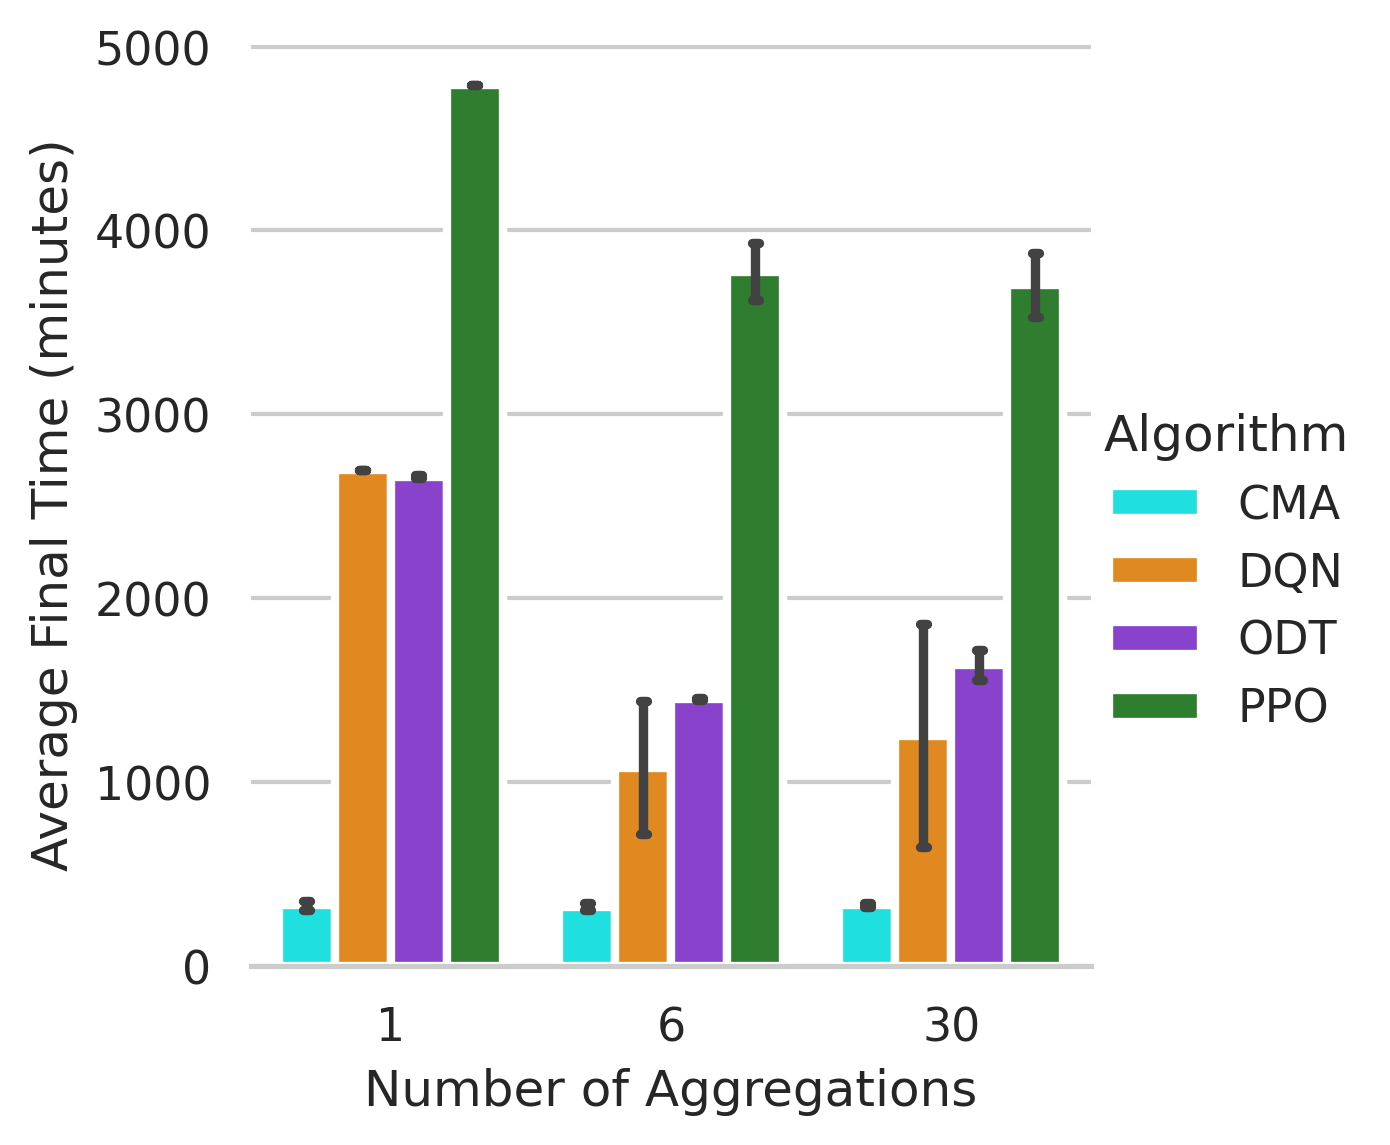 Average Final Time (minutes)
5000
4000
3000
2000
1000
0
1 6 30
Number of Aggregations
Algorithm
CMA
DQN
ODT
PPO